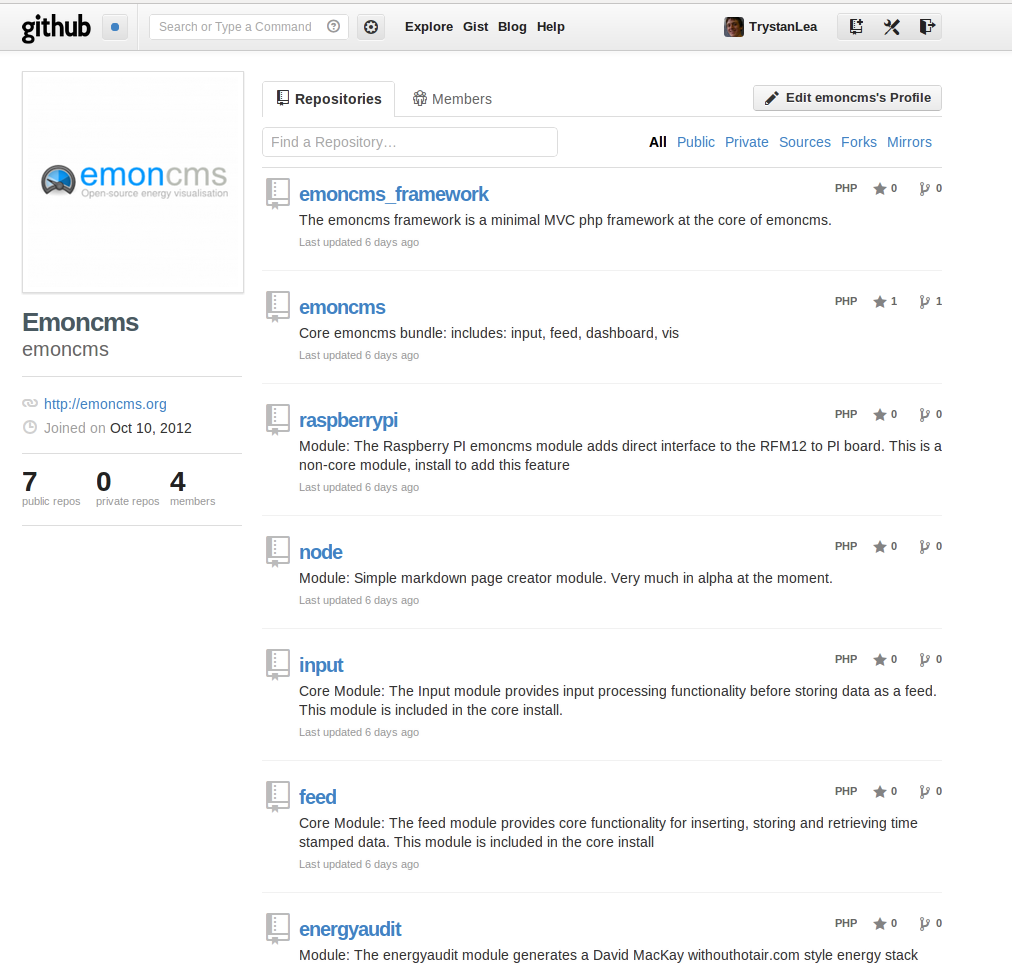 github
Search or Type a Command
Explore Gist Blog Help
TrystanLea
emoncms
Open-source energy visualisation
Emoncms
emoncms
http://emoncms.org
Joined on Oct 10, 2012
7 0 4
public repos private repos members
Repositories Members
Edit emoncms's Profile
Find a Repository…
All Public Private Sources Forks Mirrors
emoncms_framework PHP 0 0
The emoncms framework is a minimal MVC php framework at the core of emoncms.
Last updated 6 days ago
emoncms PHP 1 1
Core emoncms bundle: includes: input, feed, dashboard, vis
Last updated 6 days ago
raspberrypi PHP 0 0
Module: The Raspberry PI emoncms module adds direct interface to the RFM12 to PI board. This is a
non-core module, install to add this feature
Last updated 6 days ago
node PHP 0 0
Module: Simple markdown page creator module. Very much in alpha at the moment.
Last updated 6 days ago
input PHP 0 0
Core Module: The Input module provides input processing functionality before storing data as a feed.
This module is included in the core install.
Last updated 6 days ago
feed PHP 0 0
Core Module: The feed module provides core functionality for inserting, storing and retrieving time
stamped data. This module is included in the core install
Last updated 6 days ago
energyaudit PHP 0 0
Module: The energyaudit module generates a David MacKay withouthotair.com style energy stack